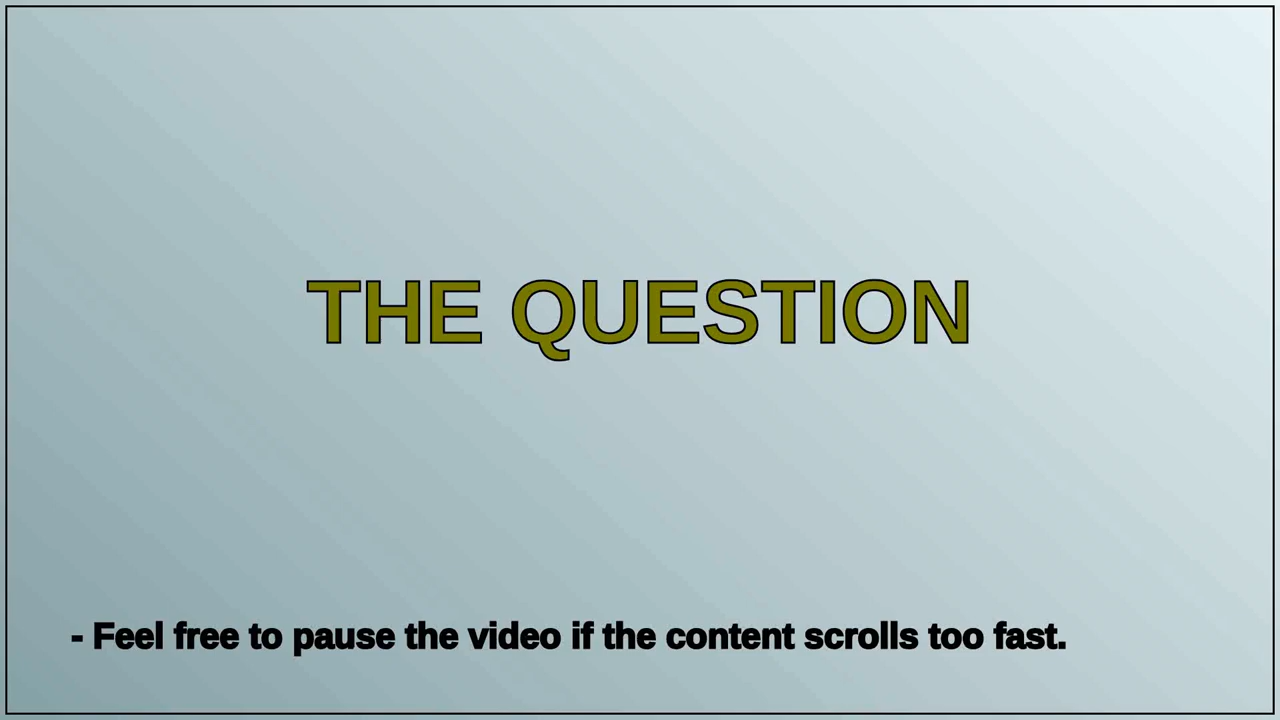 THE QUESTION
- Feel free to pause the video if the content scrolls too fast.